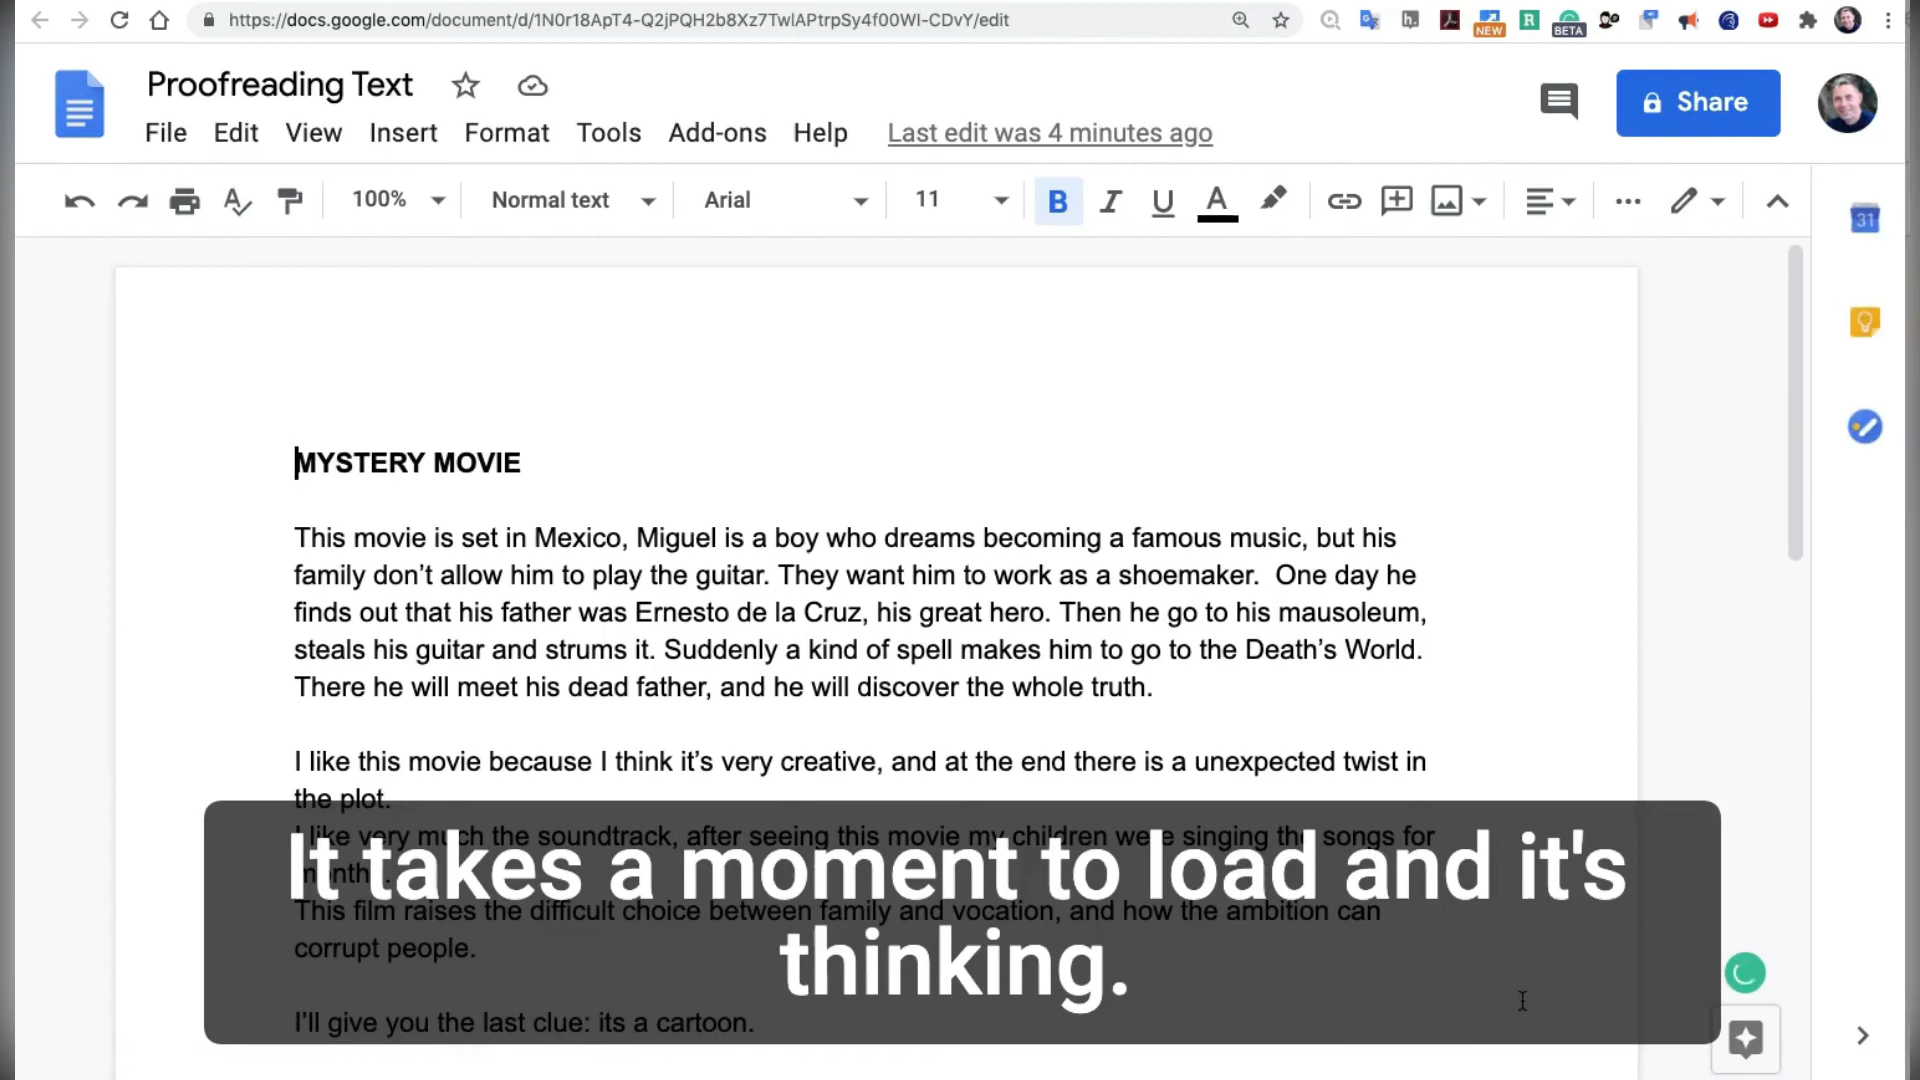 https://docs.google.com/document/d/1N0r18ApT4-Q2jPQH2b8Xz7TwlAPtrpSy4f00WI-CDvY/edit
NEW
BETA
Proofreading Text
File Edit View Insert Format Tools Add-ons Help Last edit was 4 minutes ago
Share
100% Normal text Arial 11 B I U A
31
MYSTERY MOVIE
This movie is set in Mexico, Miguel is a boy who dreams becoming a famous music, but his
family don’t allow him to play the guitar. They want him to work as a shoemaker. One day he
finds out that his father was Ernesto de la Cruz, his great hero. Then he go to his mausoleum,
steals his guitar and strums it. Suddenly a kind of spell makes him to go to the Death’s World.
There he will meet his dead father, and he will discover the whole truth.
I like this movie because I think it’s very creative, and at the end there is a unexpected twist in
the plot.
I like very much the soundtrack, after seeing this movie my children were singing the songs for
This film raises the difficult choice between family and vocation, and how the ambition can
corrupt people.
I’ll give you the last clue: its a cartoon.
It takes a moment to load and it's
thinking.